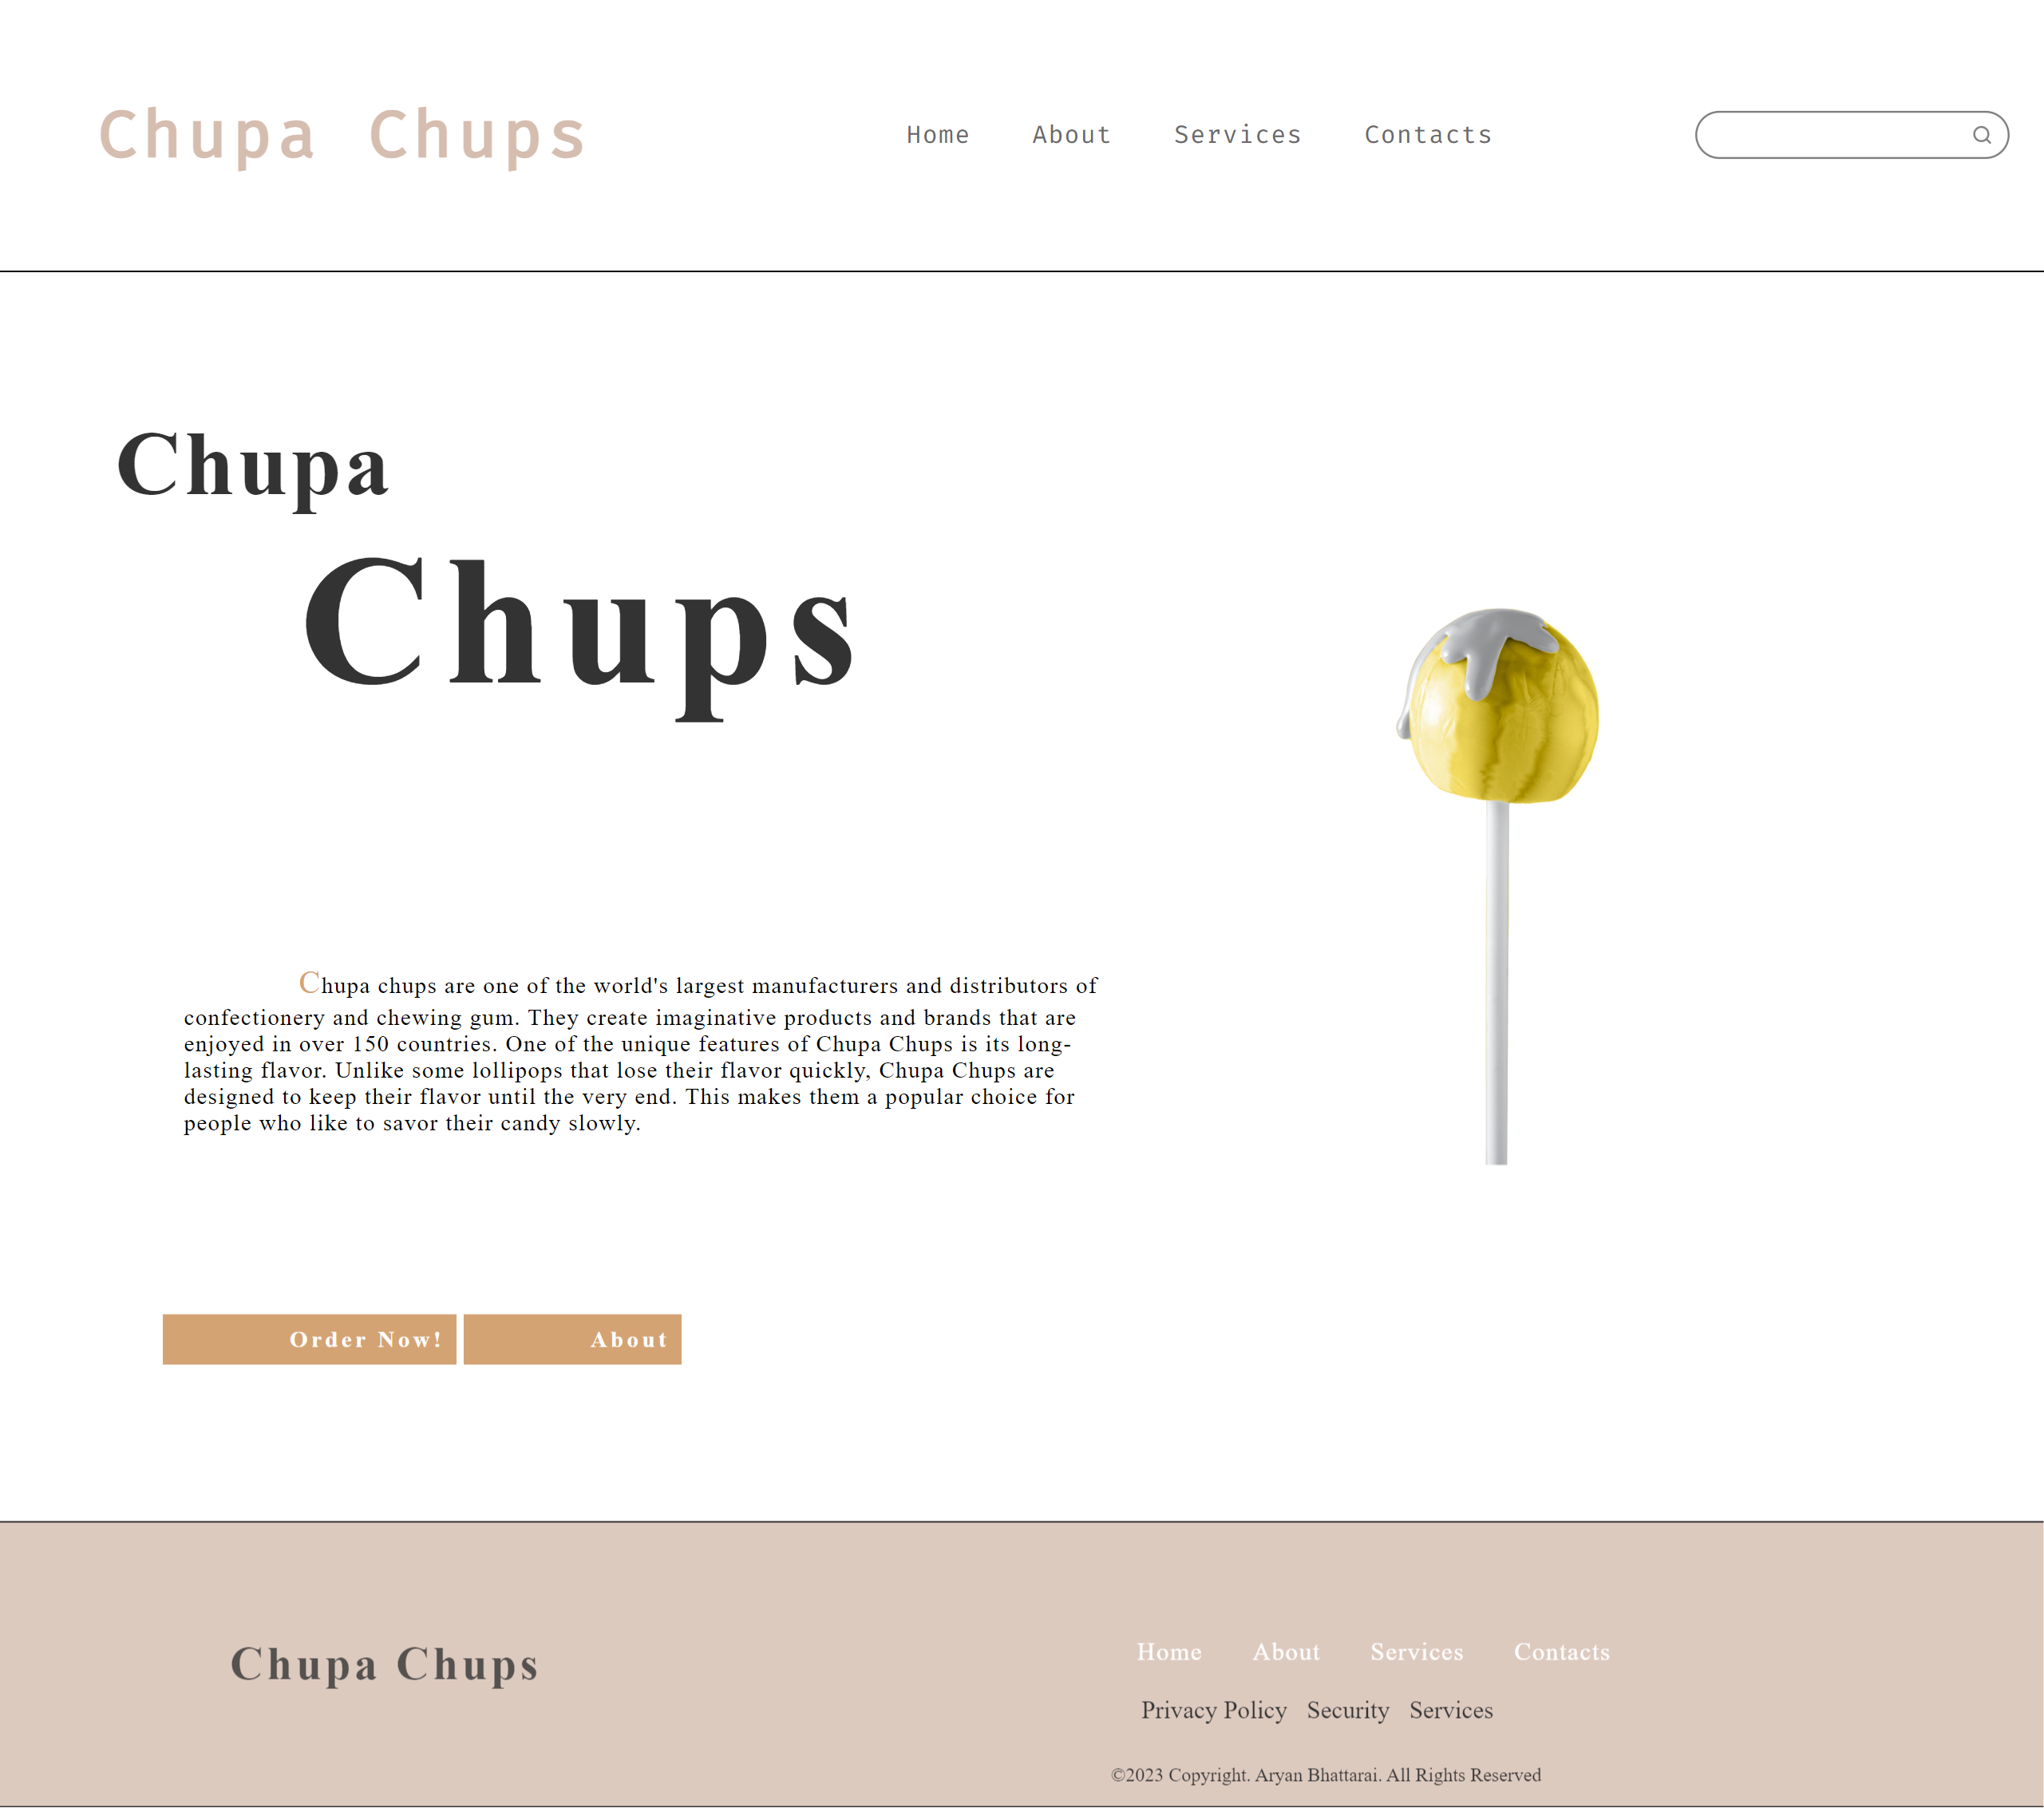 Chupa Chups
Home About Services Contacts
Chupa
Chups
Chupa chups are one of the world's largest manufacturers and distributors of
confectionery and chewing gum. They create imaginative products and brands that are
enjoyed in over 150 countries. One of the unique features of Chupa Chups is its long-
lasting flavor. Unlike some lollipops that lose their flavor quickly, Chupa Chups are
designed to keep their flavor until the very end. This makes them a popular choice for
people who like to savor their candy slowly.
Order Now! About
Chupa Chups
Home About Services Contacts
Privacy Policy Security Services
©2023 Copyright. Aryan Bhattarai. All Rights Reserved